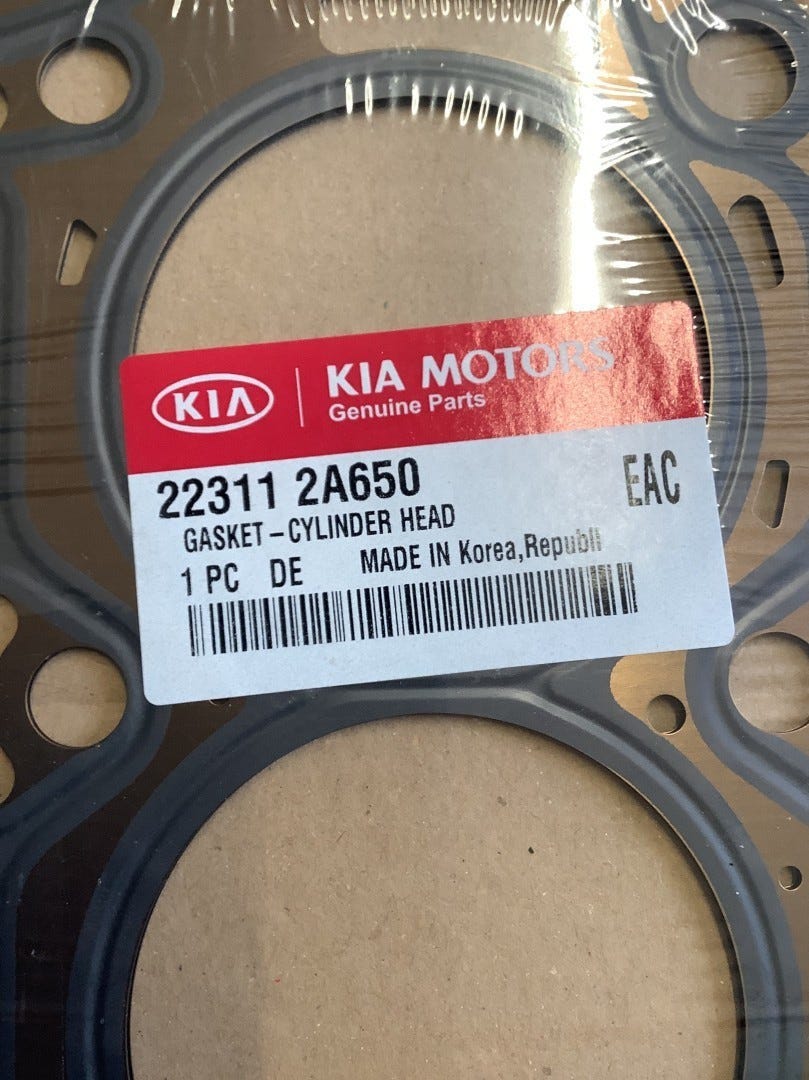 KIA
KIA MOTORS
Genuine Parts
22311 2A650
EAC
GASKET-CYLINDER HEAD
1 PC DE MADE IN Korea,Republi